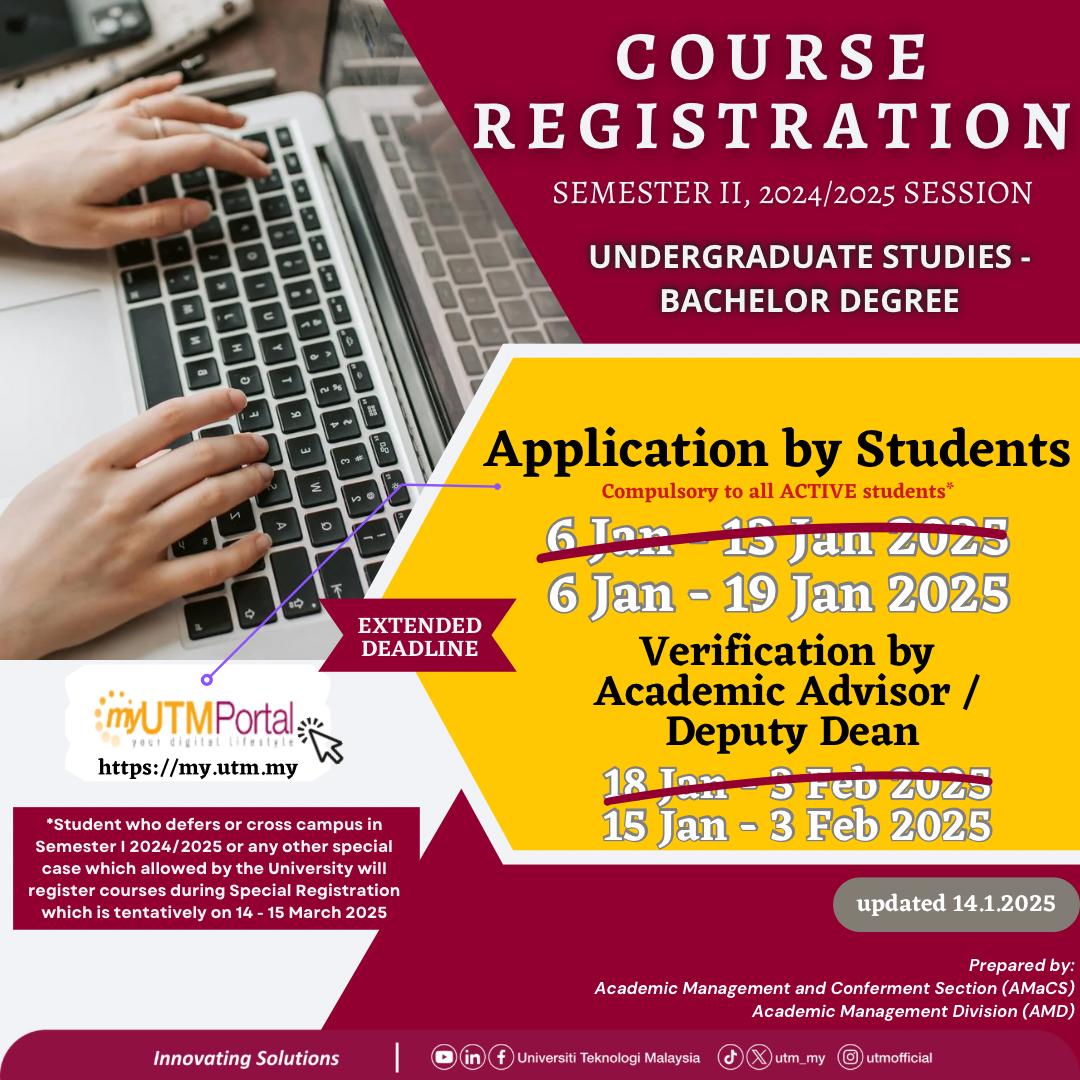 COURSE
REGISTRATION
SEMESTER II, 2024/2025 SESSION
UNDERGRADUATE STUDIES -
BACHELOR DEGREE
Application by Students
Compulsory to all ACTIVE students*
6 Jan - 13 Jan 2025
6 Jan - 19 Jan 2025
EXTENDED
DEADLINE
Verification by
Academic Advisor /
Deputy Dean
18 Jan - 3 Feb 2025
15 Jan - 3 Feb 2025
myUTMPortal
your digital lifestyle
https://my.utm.my
*Student who defers or cross campus in
Semester I 2024/2025 or any other special
case which allowed by the University will
register courses during Special Registration
which is tentatively on 14 - 15 March 2025
updated 14.1.2025
Prepared by:
Academic Management and Conferment Section (AMaCS)
Academic Management Division (AMD)
Innovating Solutions | Universiti Teknologi Malaysia utm_my utmofficial